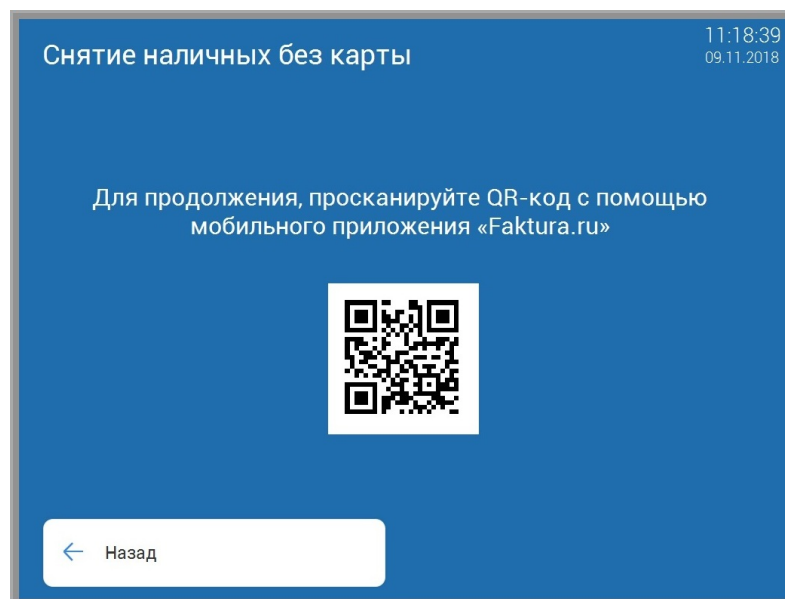 Снятие наличных без карты
11:18:39
09.11.2018
Для продолжения, просканируйте QR-код с помощью
мобильного приложения «Faktura.ru»
Назад